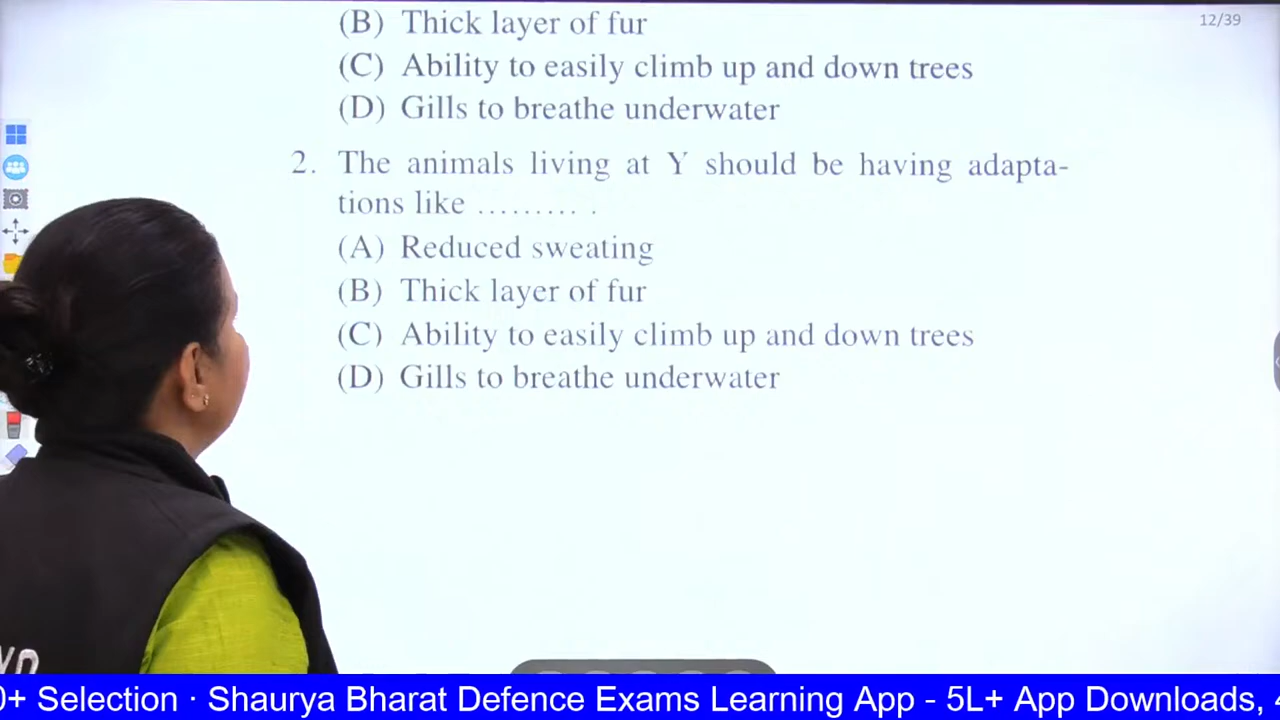 (B) Thick layer of fur
12/39
(C) Ability to easily climb up and down trees
(D) Gills to breathe underwater
2. The animals living at Y should be having adapta-
tions like .......... .
(A) Reduced sweating
(B) Thick layer of fur
(C) Ability to easily climb up and down trees
(D) Gills to breathe underwater
0+ Selection · Shaurya Bharat Defence Exams Learning App - 5L+ App Downloads,